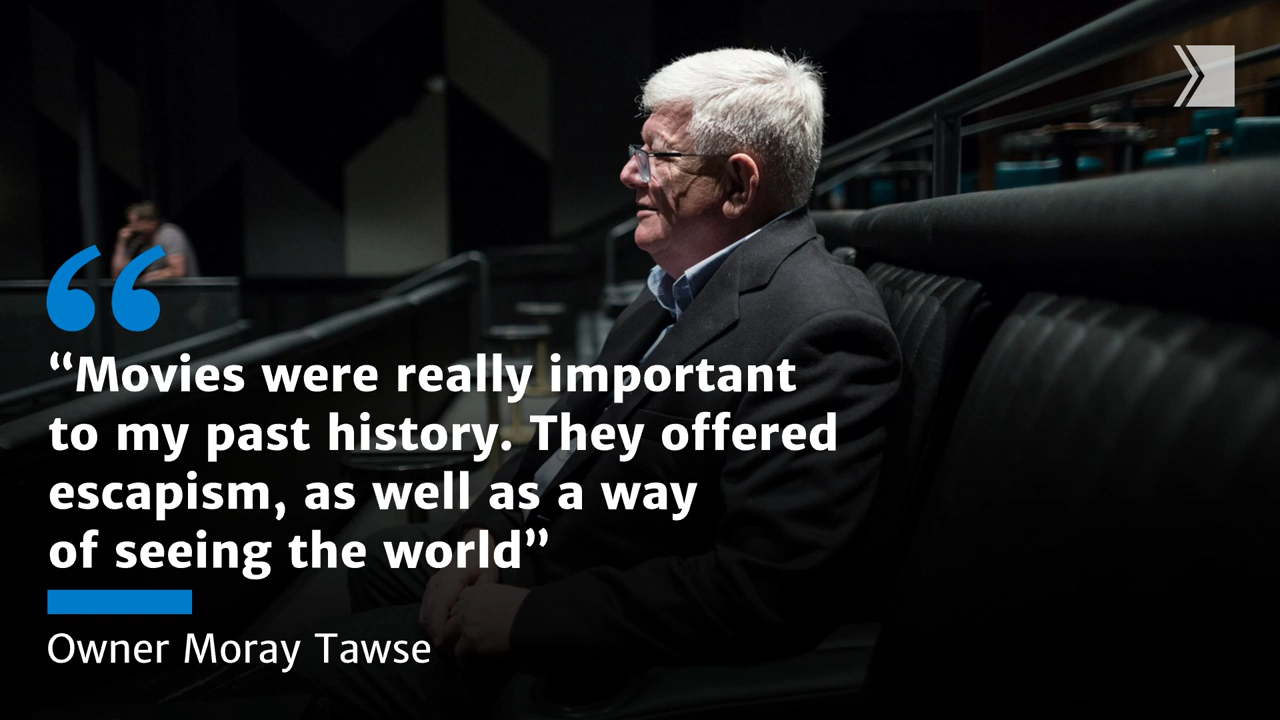 “Movies were really important
to my past history. They offered
escapism, as well as a way
of seeing the world”
Owner Moray Tawse